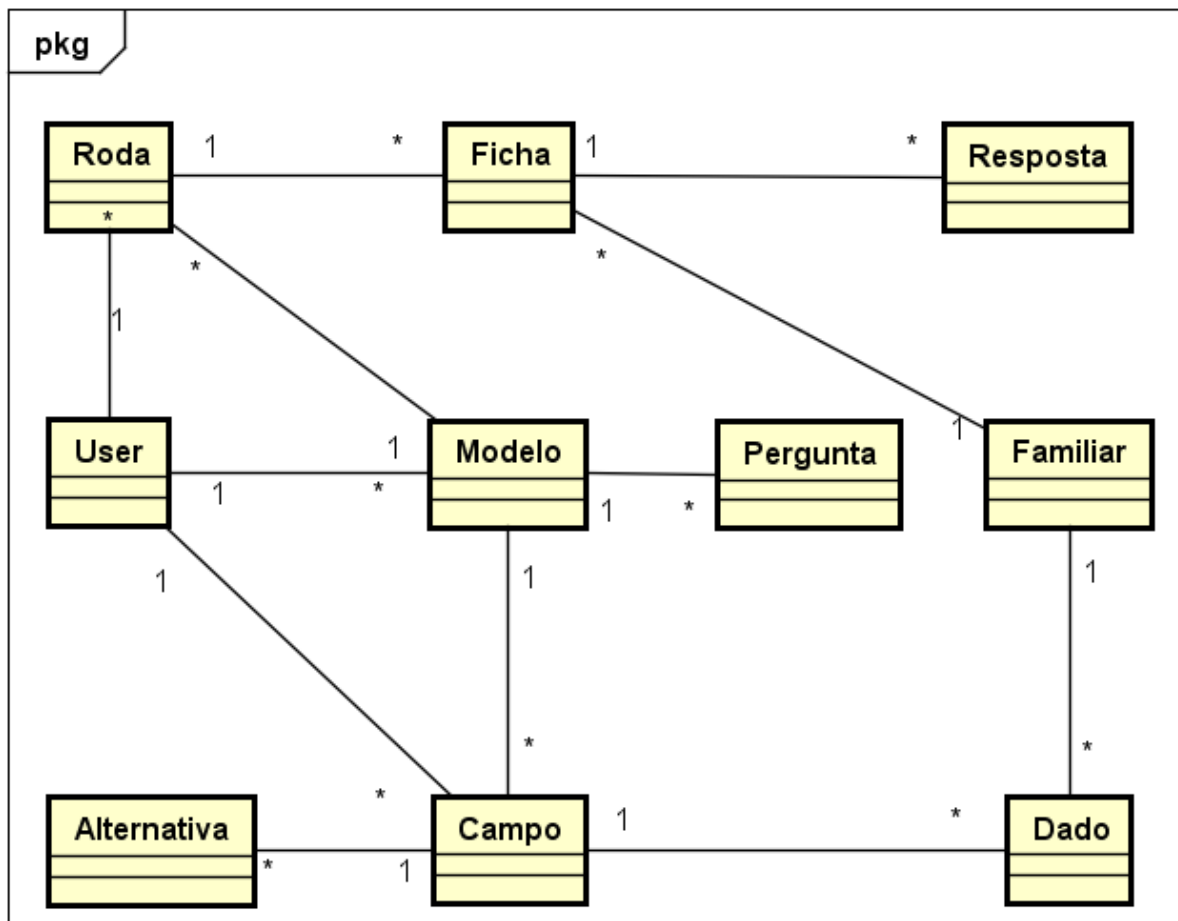 pkg
Roda
1
*
Ficha
1
*
Resposta
*
*
*
1
User
1
1
*
Modelo
1
*
Pergunta
1
Familiar
1
1
1
*
*
*
Alternativa
*
1
Campo
1
*
Dado